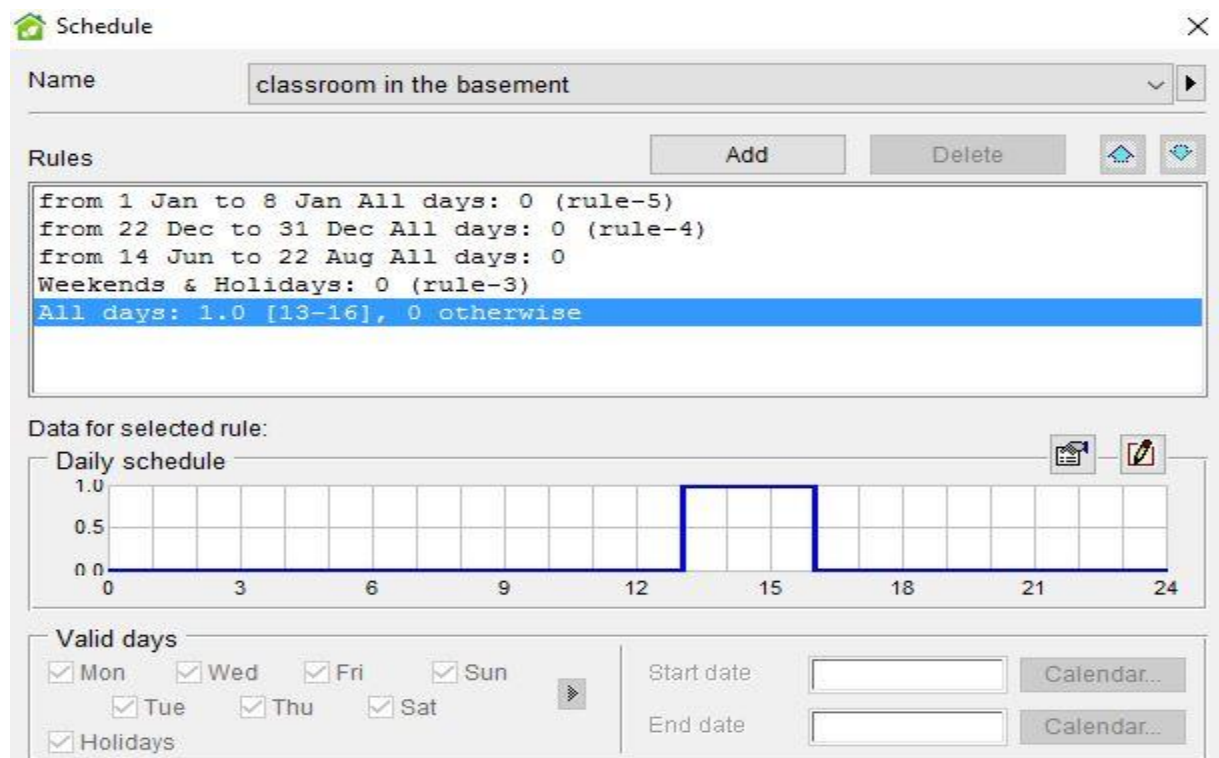 Schedule
Name classroom in the basement
Rules Add Delete
from 1 Jan to 8 Jan All days: 0 (rule-5)
from 22 Dec to 31 Dec All days: 0 (rule-4)
from 14 Jun to 22 Aug All days: 0
Weekends & Holidays: 0 (rule-3)
All days: 1.0 [13-16], 0 otherwise
Data for selected rule:
Daily schedule
1.0
0.5
0.0
0 3 6 9 12 15 18 21 24
Valid days
Mon Wed Fri Sun Start date Calendar...
Tue Thu Sat
End date Calendar...
Holidays